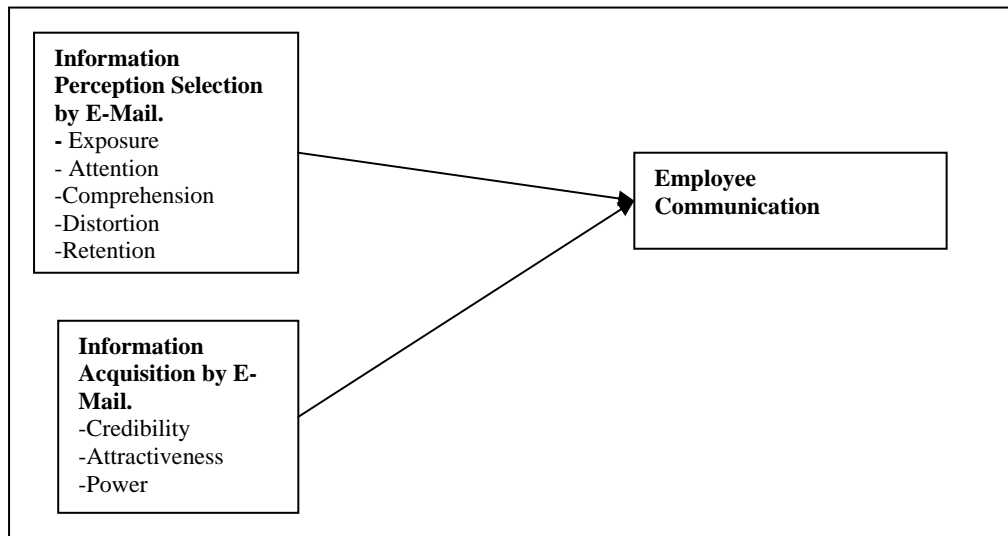 Information
Perception Selection
by E-Mail.
- Exposure
- Attention
-Comprehension
-Distortion
-Retention
Employee
Communication
Information
Acquisition by E-
Mail.
-Credibility
-Attractiveness
-Power